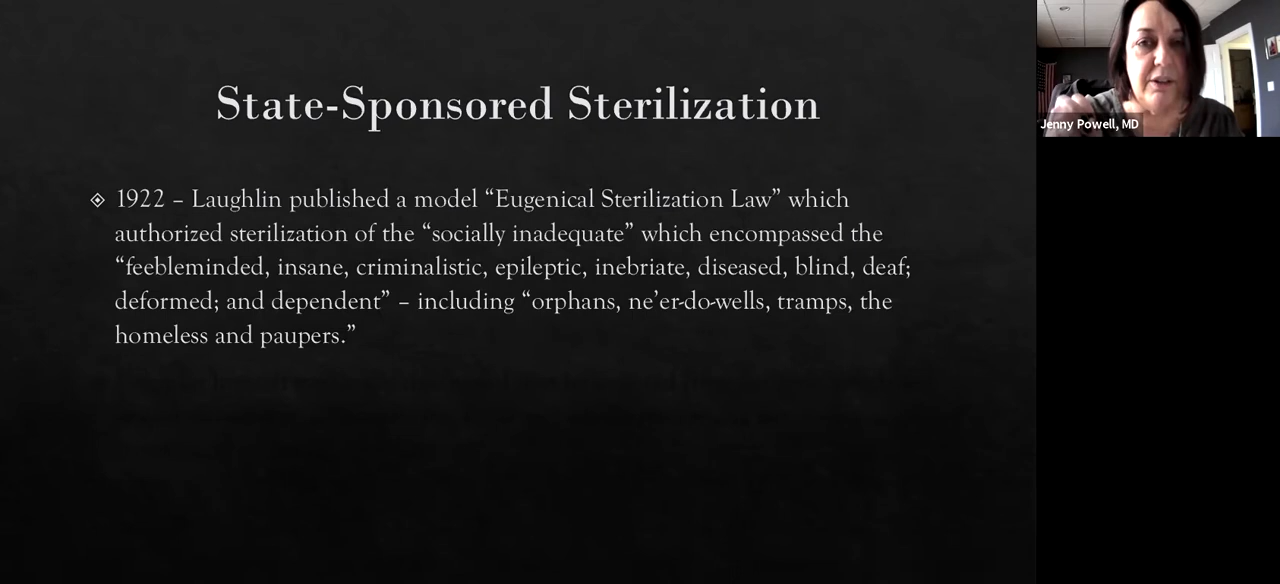 State-Sponsored Sterilization
1922 – Laughlin published a model “Eugenical Sterilization Law” which
authorized sterilization of the “socially inadequate” which encompassed the
“feebleminded, insane, criminalistic, epileptic, inebriate, diseased, blind, deaf;
deformed; and dependent” – including “orphans, ne’er-do-wells, tramps, the
homeless and paupers.”
Jenny Powell, MD